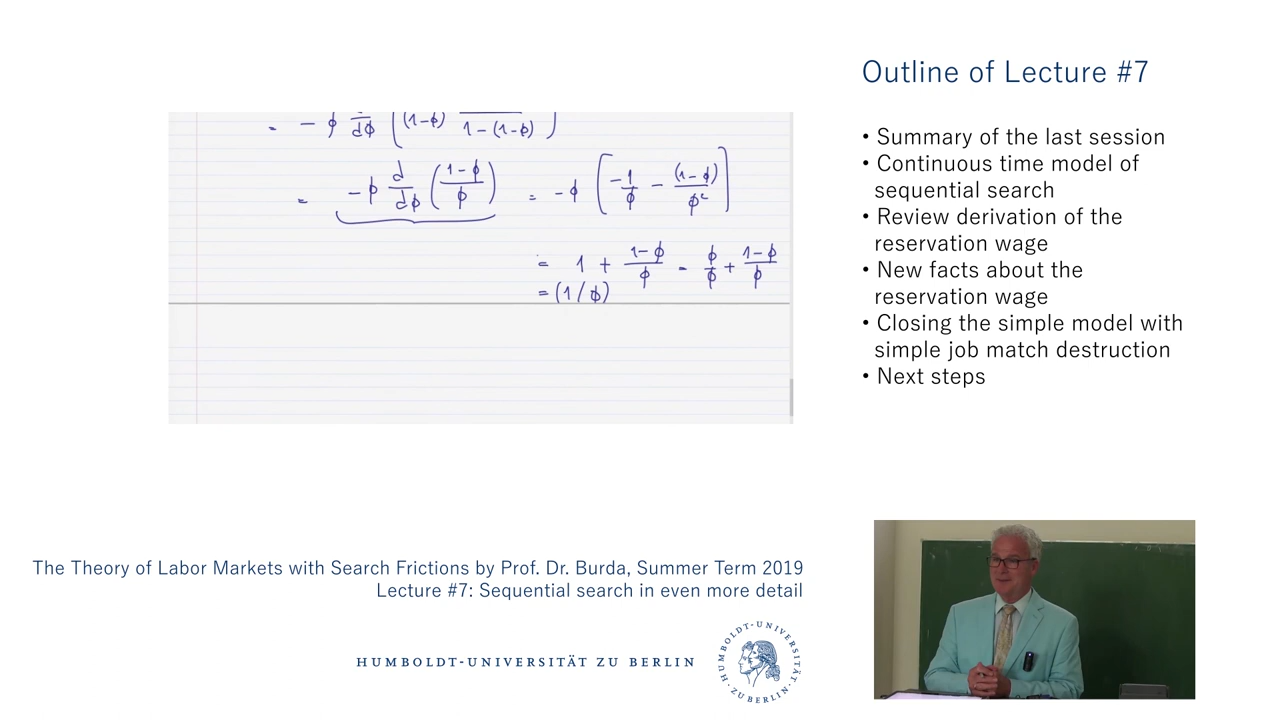 Outline of Lecture #7
• Summary of the last session
• Continuous time model of
sequential search
• Review derivation of the
reservation wage
• New facts about the
reservation wage
• Closing the simple model with
simple job match destruction
• Next steps
= - ϕ d/dϕ ( (1-ϕ) / 1-(1-ϕ) )
= -ϕ d/dϕ ( (1-ϕ)/ϕ ) = -ϕ [ -1/ϕ - (1-ϕ)/ϕ² ]
= 1 + (1-ϕ)/ϕ = ϕ/ϕ + (1-ϕ)/ϕ
= (1/ϕ)
The Theory of Labor Markets with Search Frictions by Prof. Dr. Burda, Summer Term 2019
Lecture #7: Sequential search in even more detail
HUMBOLDT-UNIVERSITÄT ZU BERLIN
HUMBOLDT-UNIVERSITÄT
ZU BERLIN